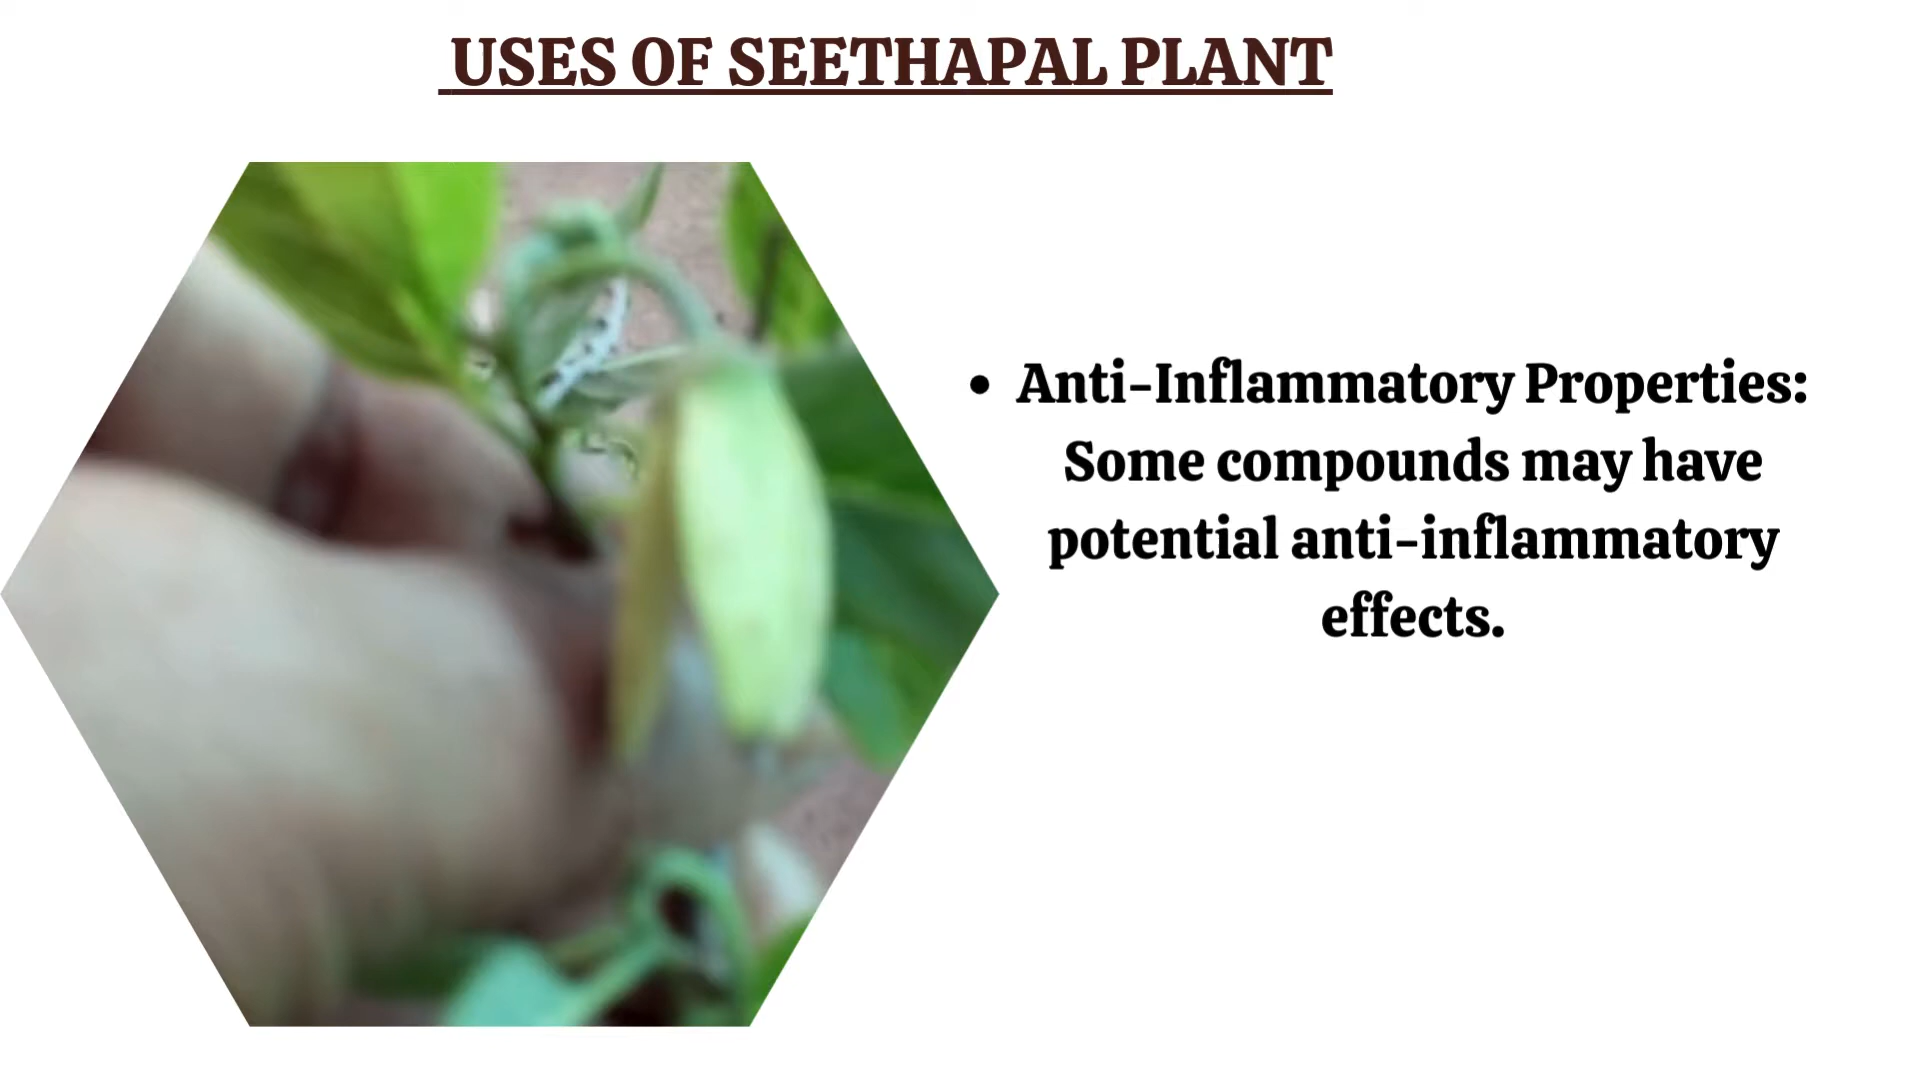 USES OF SEETHAPAL PLANT
• Anti-Inflammatory Properties:
Some compounds may have
potential anti-inflammatory
effects.